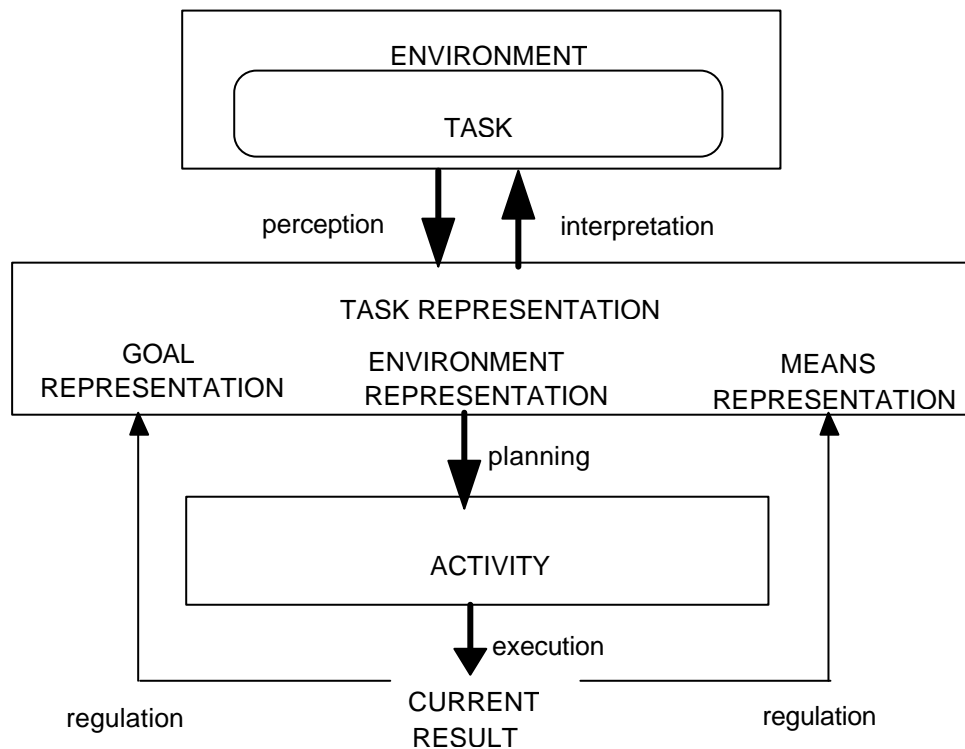 ENVIRONMENT
TASK
perception
interpretation
TASK REPRESENTATION
GOAL
REPRESENTATION
ENVIRONMENT
REPRESENTATION
MEANS
REPRESENTATION
planning
ACTIVITY
execution
CURRENT
RESULT
regulation
regulation